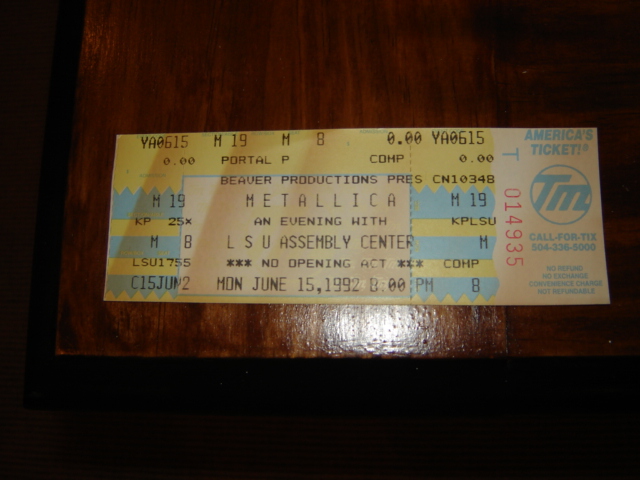 YA0615 M 19 M 8 0.00 YA0615
0.00 PORTAL P COMP 0.00
BEAVER PRODUCTIONS PRES CN10348
M 19 METALLICA M 19
KP 25x AN EVENING WITH KPLSU
M 8 LSU ASSEMBLY CENTER M
LSU1755 *** NO OPENING ACT *** COMP
C15JUN2 MON JUNE 15,1992 8:00 PM 8
T 014935
AMERICA'S
TICKET!®
Tm
CALL-FOR-TIX
504-336-5000
NO REFUND
NO EXCHANGE
CONVENIENCE CHARGE
NOT REFUNDABLE